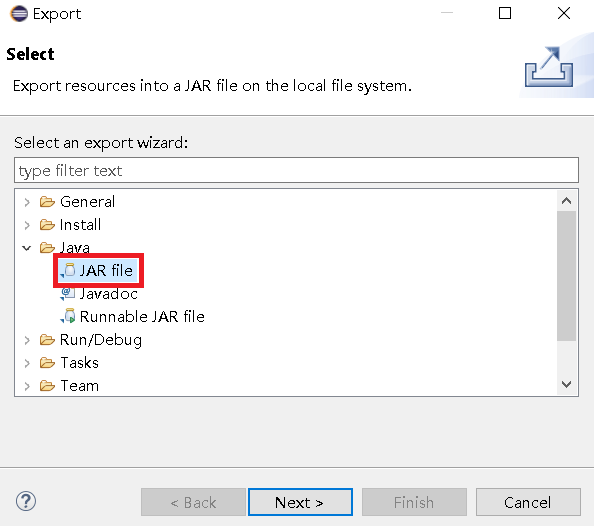 Export
Select
Export resources into a JAR file on the local file system.
Select an export wizard:
type filter text
General
Install
Java
JAR file
Javadoc
Runnable JAR file
Run/Debug
Tasks
Team
? < Back Next > Finish Cancel